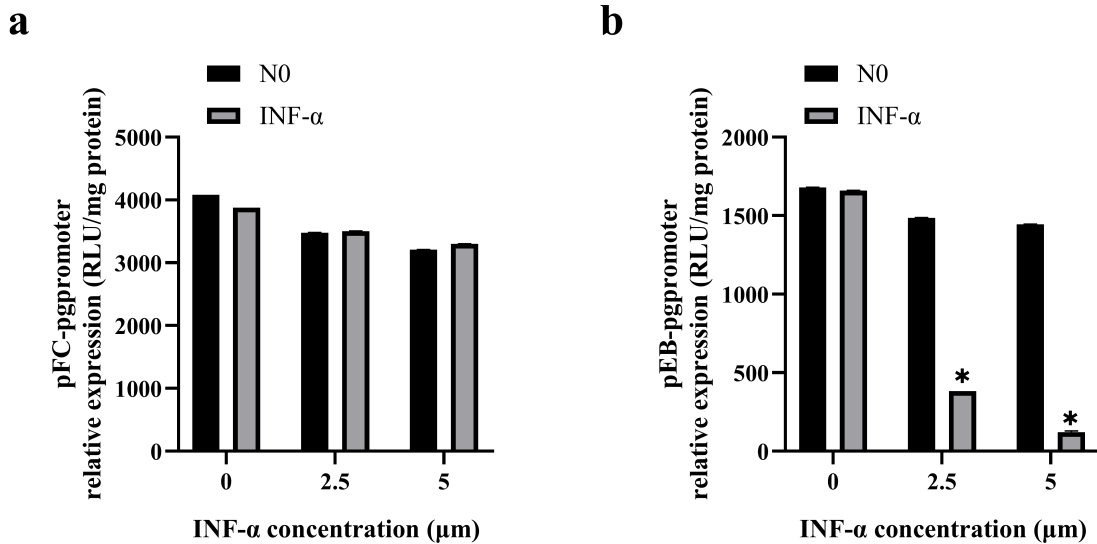 a
N0
INF-α
pFC-pgpromoter
relative expression (RLU/mg protein)
5000
4000
3000
2000
1000
0
0 2.5 5
INF-α concentration (μm)
b
N0
INF-α
pEB-pgpromoter
relative expression (RLU/mg protein)
2000
1500
1000
500
0
*
*
0 2.5 5
INF-α concentration (μm)